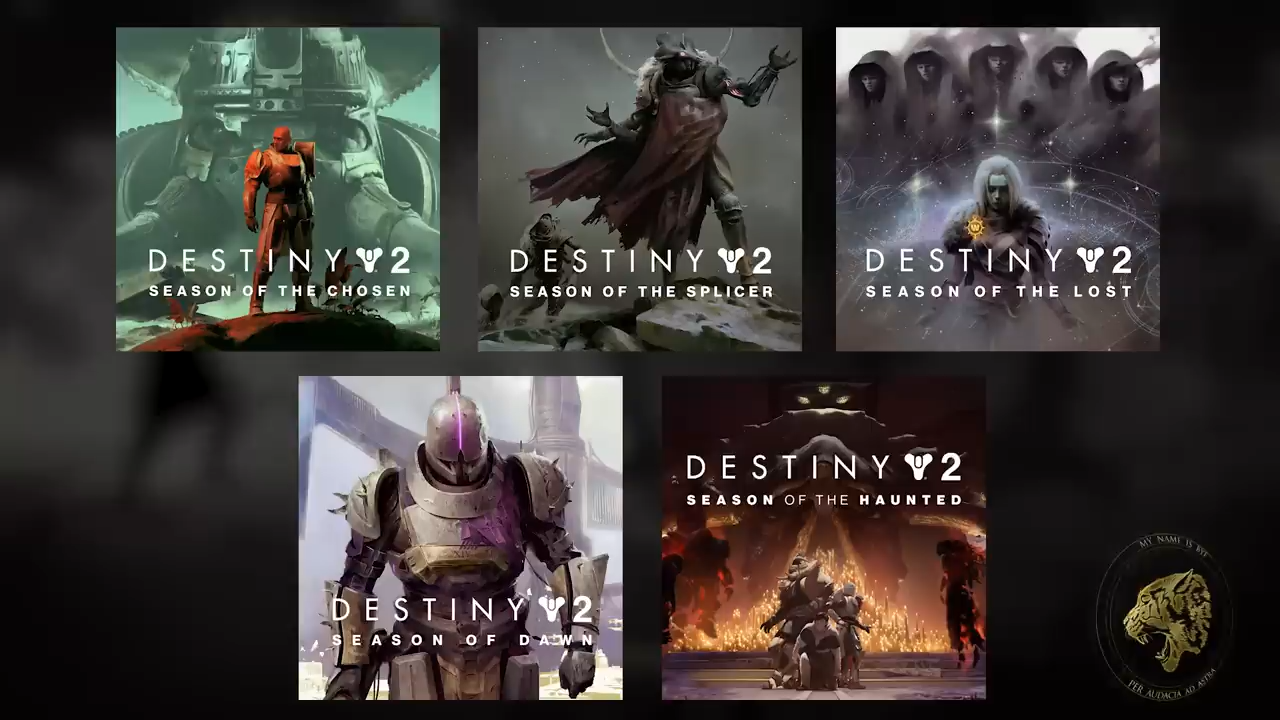 DESTINY 2
SEASON OF THE CHOSEN
DESTINY 2
SEASON OF THE SPLICER
W
DESTINY 2
SEASON OF THE LOST
DESTINY 2
SEASON OF DAWN
DESTINY 2
SEASON OF THE HAUNTED
MY NAME IS BYF
PER AUDACIA AD ASTRA